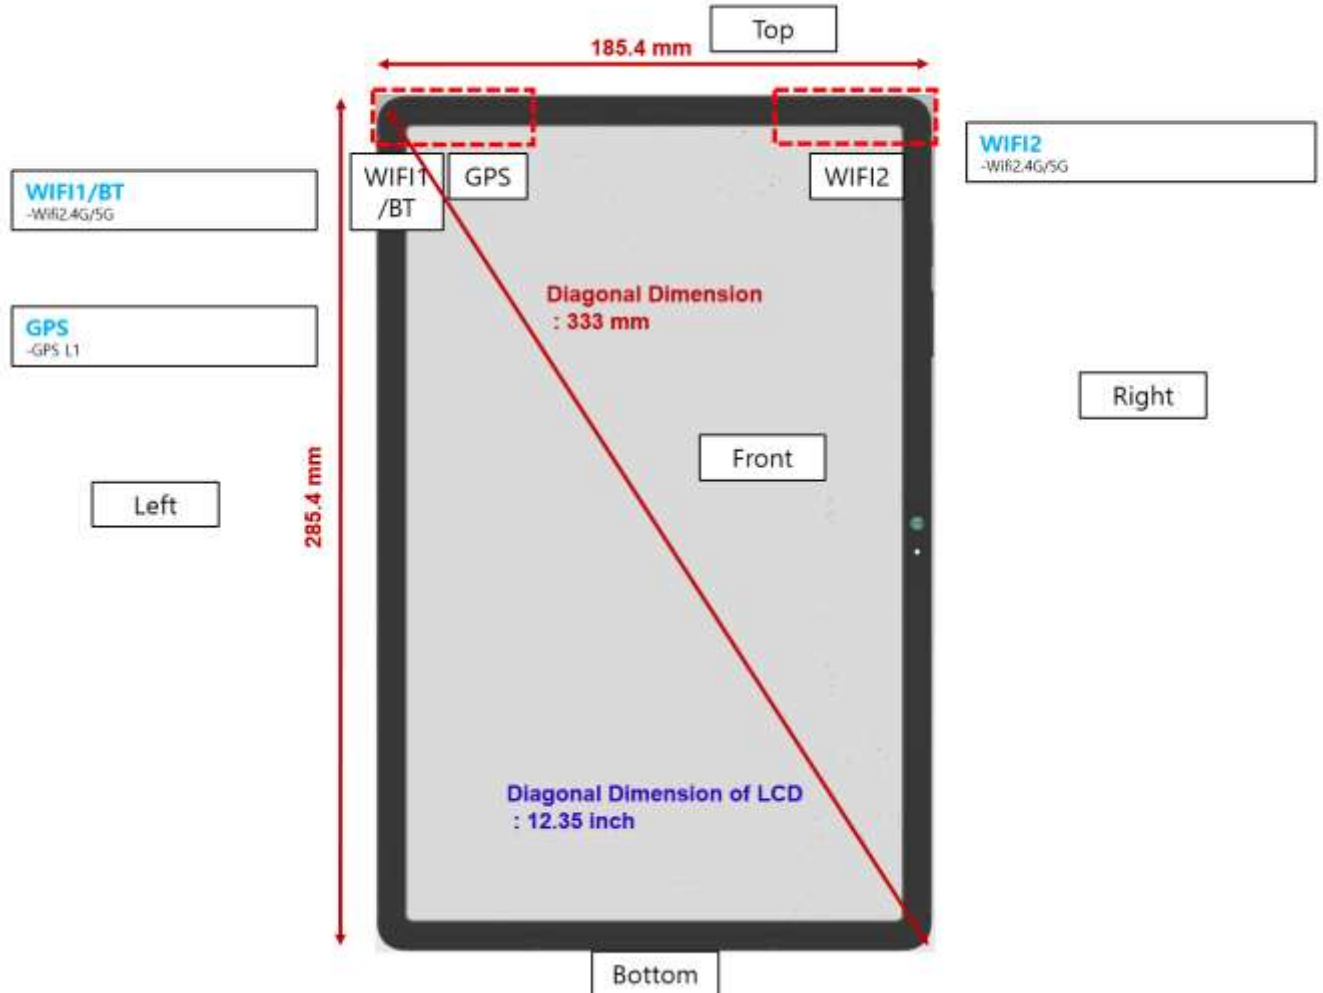 Top
185.4 mm
WIFI2
-Wifi2.4G/5G
WIFI1
/BT
GPS
WIFI2
WIFI1/BT
-Wifi2.4G/5G
Diagonal Dimension
: 333 mm
GPS
-GPS L1
Right
Front
285.4 mm
Left
Diagonal Dimension of LCD
: 12.35 inch
Bottom